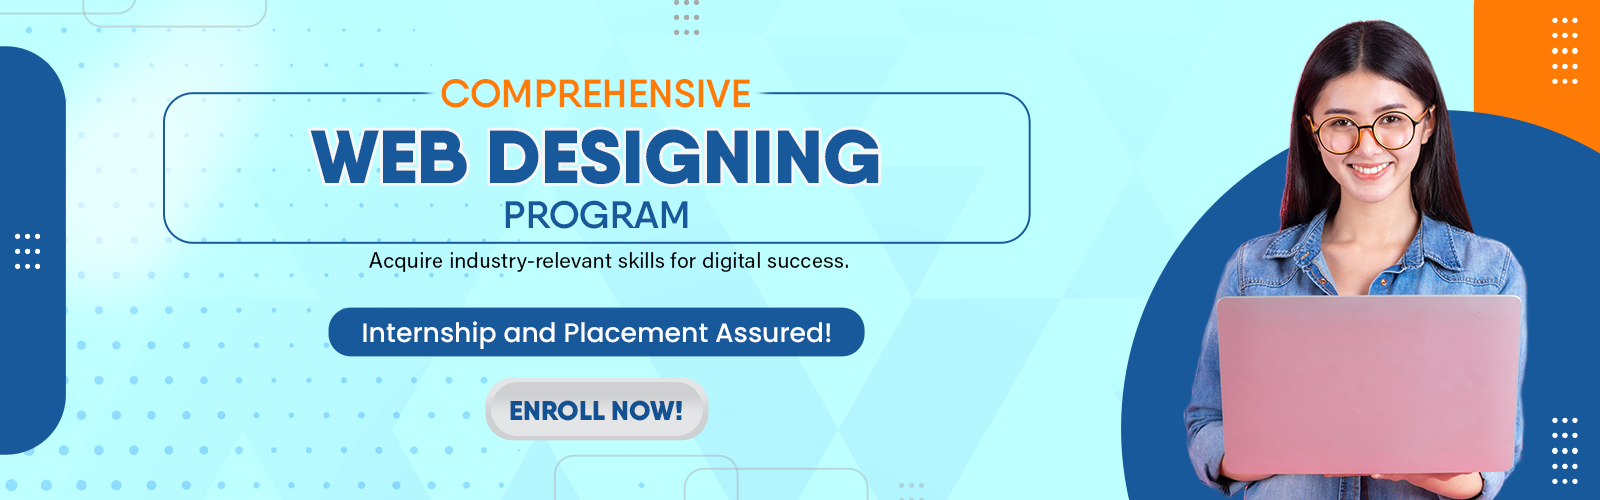 COMPREHENSIVE
WEB DESIGNING
PROGRAM
Acquire industry-relevant skills for digital success.
Internship and Placement Assured!
ENROLL NOW!